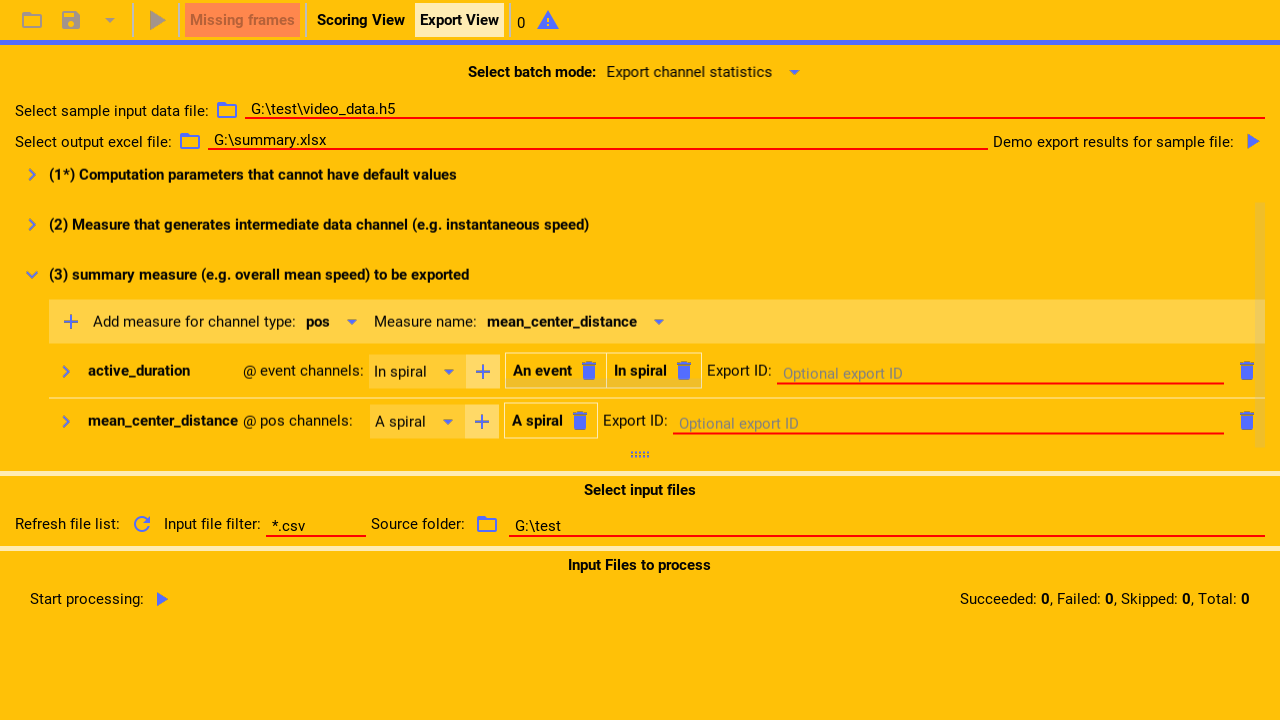 Missing frames Scoring View Export View 0
Select batch mode: Export channel statistics
Select sample input data file: G:\test\video_data.h5
Select output excel file: G:\summary.xlsx Demo export results for sample file:
(1*) Computation parameters that cannot have default values
(2) Measure that generates intermediate data channel (e.g. instantaneous speed)
(3) summary measure (e.g. overall mean speed) to be exported
Add measure for channel type: pos Measure name: mean_center_distance
active_duration @ event channels: In spiral An event In spiral Export ID: Optional export ID
mean_center_distance @ pos channels: A spiral A spiral Export ID: Optional export ID
Select input files
Refresh file list: Input file filter: *.csv Source folder: G:\test
Input Files to process
Start processing: Succeeded: 0, Failed: 0, Skipped: 0, Total: 0